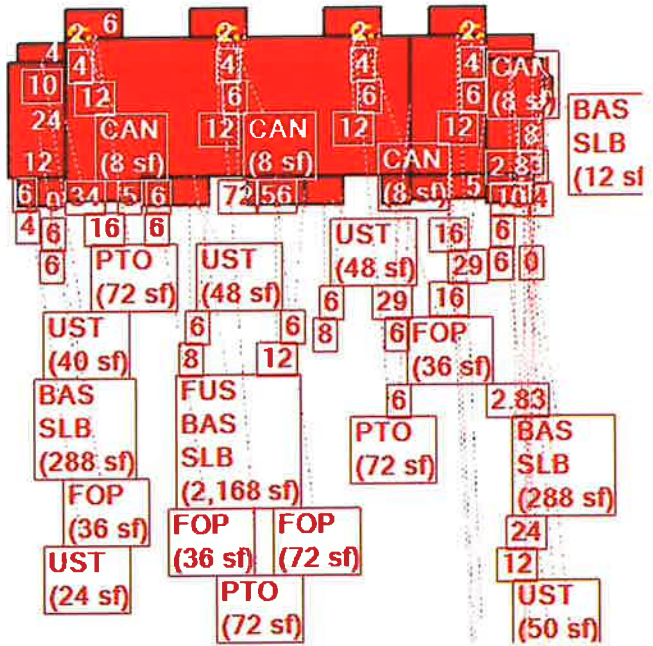 6
2 2 2 2
4 4 4 4 4 CAN
10 12 6 6 6 (8 sf)
24 CAN 12 CAN 12 12 8 BAS
12 (8 sf) (8 sf) CAN 2.83 SLB
6 0 34 5 6 72 56 (8 sf) 5 10 4 (12 sf
4 6 16 6 UST 16 6
6 PTO UST (48 sf) 29 6 0
(72 sf) (48 sf) 6 29 16
UST 6 6 8 6 FOP
(40 sf) 8 12 (36 sf)
BAS FUS 6 2.83
SLB BAS PTO BAS
(288 sf) SLB (72 sf) SLB
FOP (2,168 sf) (288 sf)
(36 sf) FOP FOP 24
UST (36 sf) (72 sf) 12
(24 sf) PTO UST
(72 sf) (50 sf)